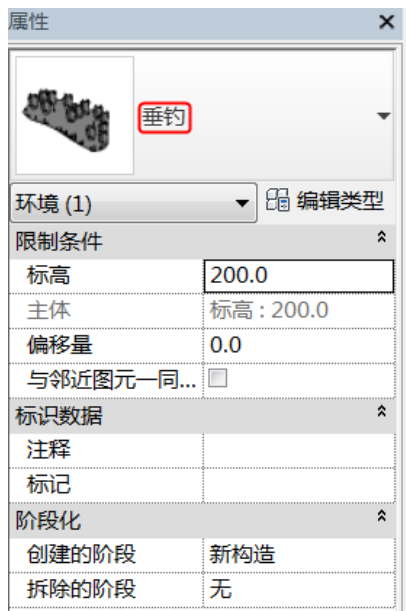 属性
垂钓
环境 (1) 编辑类型
限制条件
标高 200.0
主体 标高 : 200.0
偏移量 0.0
与邻近图元一同...
标识数据
注释
标记
阶段化
创建的阶段 新构造
拆除的阶段 无